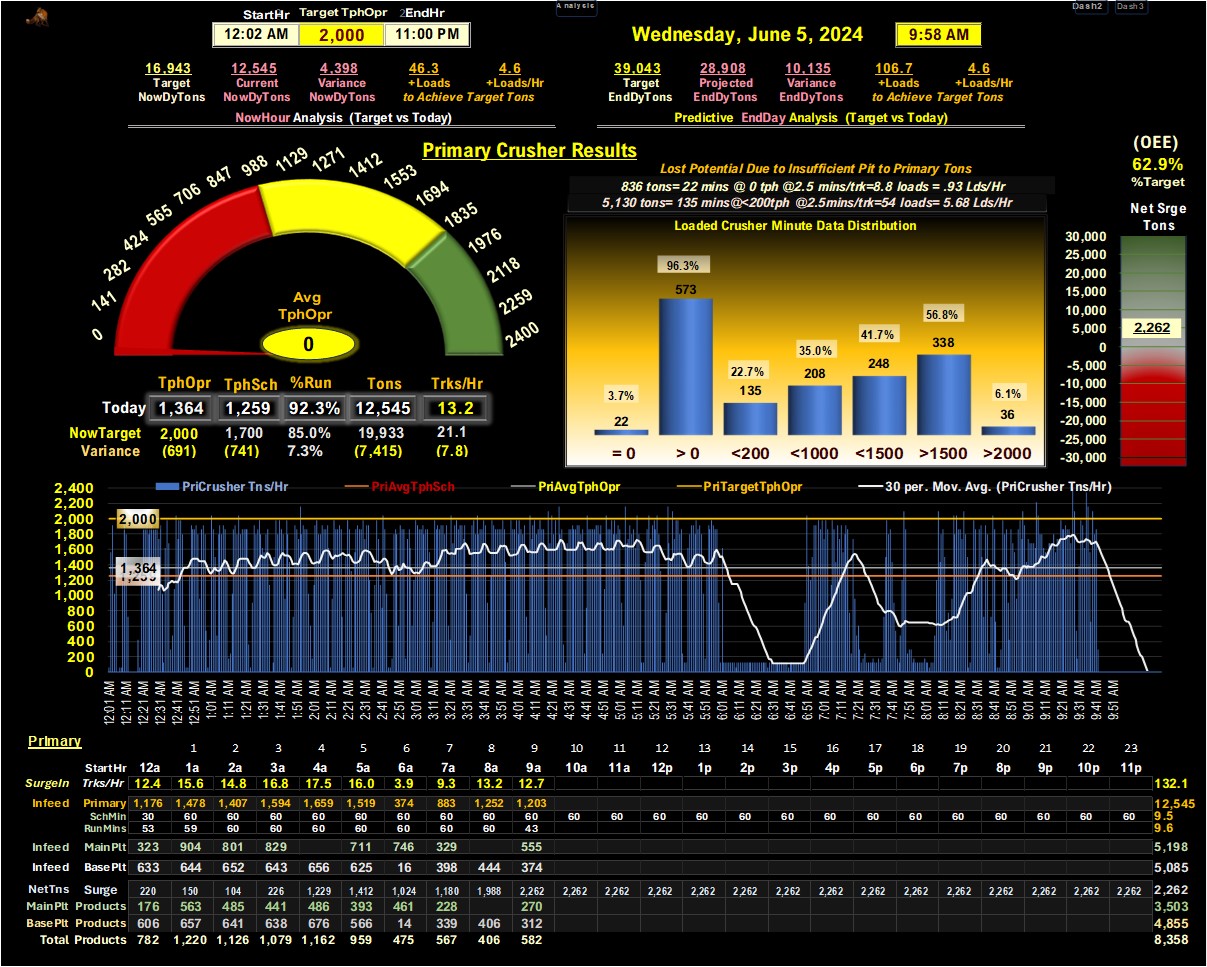 Analysis
Dash2 Dash3
StartHr Target TphOpr 2EndHr
12:02 AM 2,000 11:00 PM
Wednesday, June 5, 2024 9:58 AM
16,943 12,545 4,398 46.3 4.6
Target Current Variance +Loads +Loads/Hr
NowDyTons NowDyTons NowDyTons to Achieve Target Tons
NowHour Analysis (Target vs Today)
39,043 28,908 10,135 106.7 4.6
Target Projected Variance +Loads +Loads/Hr
EndDyTons EndDyTons EndDyTons to Achieve Target Tons
Predictive EndDay Analysis (Target vs Today)
Primary Crusher Results
0 141 282 424 565 706 847 988 1129 1271 1412 1553 1694 1835 1976 2118 2259 2400
Avg
TphOpr
0
TphOpr TphSch %Run Tons Trks/Hr
Today 1,364 1,259 92.3% 12,545 13.2
NowTarget 2,000 1,700 85.0% 19,933 21.1
Variance (691) (741) 7.3% (7,415) (7.8)
Lost Potential Due to Insufficient Pit to Primary Tons
836 tons= 22 mins @ 0 tph @2.5 mins/trk=8.8 loads = .93 Lds/Hr
5,130 tons= 135 mins@<200tph @2.5mins/trk=54 loads= 5.68 Lds/Hr
Loaded Crusher Minute Data Distribution
3.7% 96.3% 22.7% 35.0% 41.7% 56.8% 6.1%
22 573 135 208 248 338 36
= 0 > 0 <200 <1000 <1500 >1500 >2000
(OEE)
62.9%
%Target
Net Srge
Tons
30,000
25,000
20,000
15,000
10,000
5,000
0
-5,000
-10,000
-15,000
-20,000
-25,000
-30,000
2,262
PriCrusher Tns/Hr PriAvgTphSch PriAvgTphOpr PriTargetTphOpr 30 per. Mov. Avg. (PriCrusher Tns/Hr)
2,400
2,200
2,000
1,800
1,600
1,400
1,200
1,000
800
600
400
200
0
2,000
1,364
1,259
12:01 AM 12:11 AM 12:21 AM 12:31 AM 12:41 AM 12:51 AM 1:01 AM 1:11 AM 1:21 AM 1:31 AM 1:41 AM 1:51 AM 2:01 AM 2:11 AM 2:21 AM 2:31 AM 2:41 AM 2:51 AM 3:01 AM 3:11 AM 3:21 AM 3:31 AM 3:41 AM 3:51 AM 4:01 AM 4:11 AM 4:21 AM 4:31 AM 4:41 AM 4:51 AM 5:01 AM 5:11 AM 5:21 AM 5:31 AM 5:41 AM 5:51 AM 6:01 AM 6:11 AM 6:21 AM 6:31 AM 6:41 AM 6:51 AM 7:01 AM 7:11 AM 7:21 AM 7:31 AM 7:41 AM 7:51 AM 8:01 AM 8:11 AM 8:21 AM 8:31 AM 8:41 AM 8:51 AM 9:01 AM 9:11 AM 9:21 AM 9:31 AM 9:41 AM 9:51 AM
Primary
1 2 3 4 5 6 7 8 9 10 11 12 13 14 15 16 17 18 19 20 21 22 23
StartHr 12a 1a 2a 3a 4a 5a 6a 7a 8a 9a 10a 11a 12p 1p 2p 3p 4p 5p 6p 7p 8p 9p 10p 11p
SurgeIn Trks/Hr 12.4 15.6 14.8 16.8 17.5 16.0 3.9 9.3 13.2 12.7 132.1
Infeed Primary 1,176 1,478 1,407 1,594 1,659 1,519 374 883 1,252 1,203 12,545
SchMin 30 60 60 60 60 60 60 60 60 60 60 60 60 60 60 60 60 60 60 60 60 60 60 60 9.5
RunMins 53 59 60 60 60 60 60 60 60 43 9.6
Infeed MainPlt 323 904 801 829 711 746 329 555 5,198
Infeed BasePlt 633 644 652 643 656 625 16 398 444 374 5,085
NetTns Surge 220 150 104 226 1,229 1,412 1,024 1,180 1,988 2,262 2,262 2,262 2,262 2,262 2,262 2,262 2,262 2,262 2,262 2,262 2,262 2,262 2,262 2,262 2,262
MainPlt Products 176 563 485 441 486 393 461 228 270 3,503
BasePlt Products 606 657 641 638 676 566 14 339 406 312 4,855
Total Products 782 1,220 1,126 1,079 1,162 959 475 567 406 582 8,358